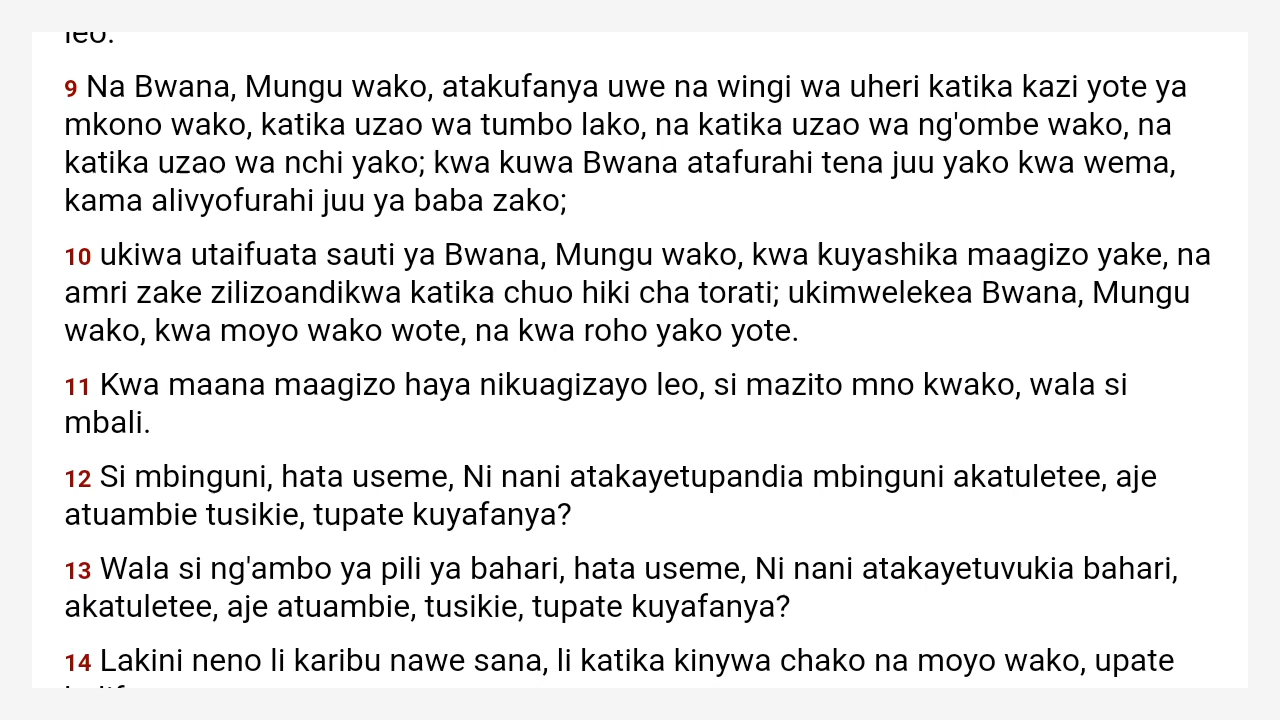 leo.
9 Na Bwana, Mungu wako, atakufanya uwe na wingi wa uheri katika kazi yote ya
mkono wako, katika uzao wa tumbo lako, na katika uzao wa ng'ombe wako, na
katika uzao wa nchi yako; kwa kuwa Bwana atafurahi tena juu yako kwa wema,
kama alivyofurahi juu ya baba zako;
10 ukiwa utaifuata sauti ya Bwana, Mungu wako, kwa kuyashika maagizo yake, na
amri zake zilizoandikwa katika chuo hiki cha torati; ukimwelekea Bwana, Mungu
wako, kwa moyo wako wote, na kwa roho yako yote.
11 Kwa maana maagizo haya nikuagizayo leo, si mazito mno kwako, wala si
mbali.
12 Si mbinguni, hata useme, Ni nani atakayetupandia mbinguni akatuletee, aje
atuambie tusikie, tupate kuyafanya?
13 Wala si ng'ambo ya pili ya bahari, hata useme, Ni nani atakayetuvukia bahari,
akatuletee, aje atuambie, tusikie, tupate kuyafanya?
14 Lakini neno li karibu nawe sana, li katika kinywa chako na moyo wako, upate